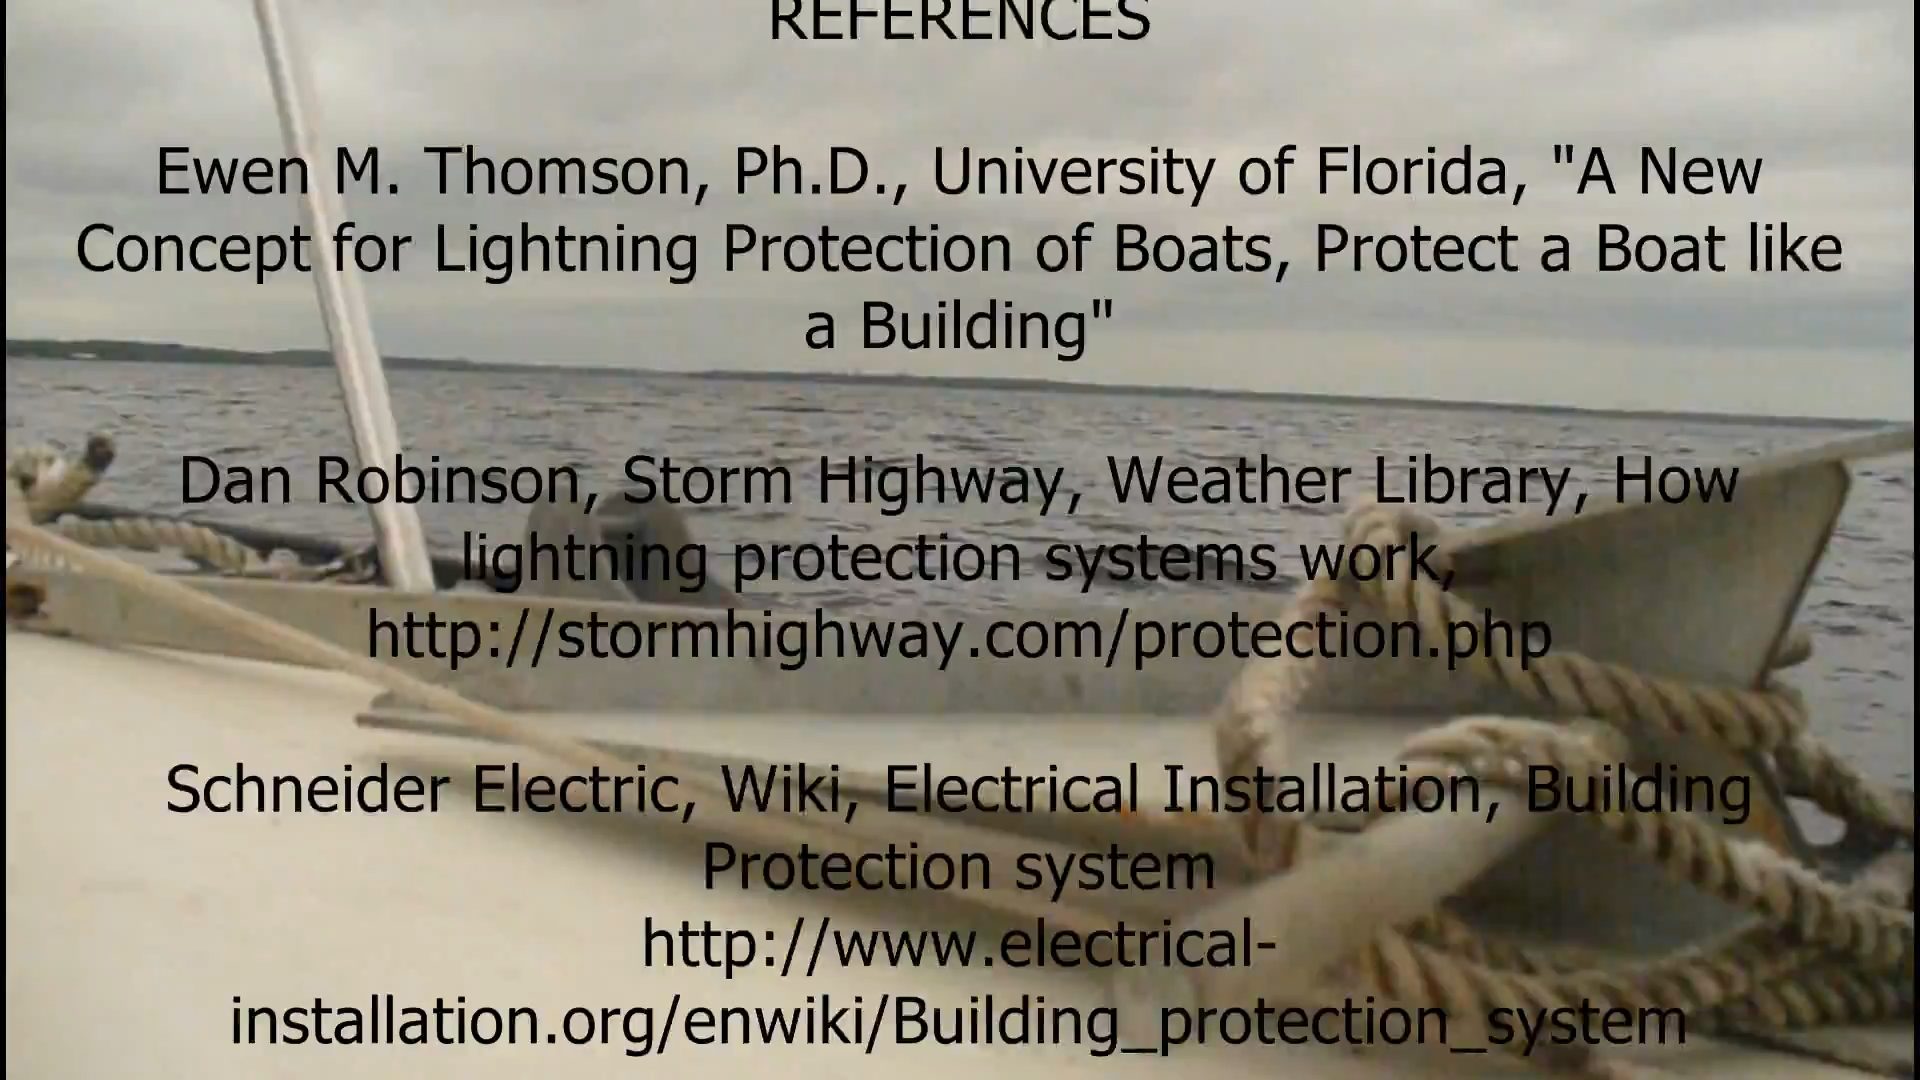 REFERENCES
Ewen M. Thomson, Ph.D., University of Florida, "A New
Concept for Lightning Protection of Boats, Protect a Boat like
a Building"
Dan Robinson, Storm Highway, Weather Library, How
lightning protection systems work,
http://stormhighway.com/protection.php
Schneider Electric, Wiki, Electrical Installation, Building
Protection system
http://www.electrical-
installation.org/enwiki/Building_protection_system